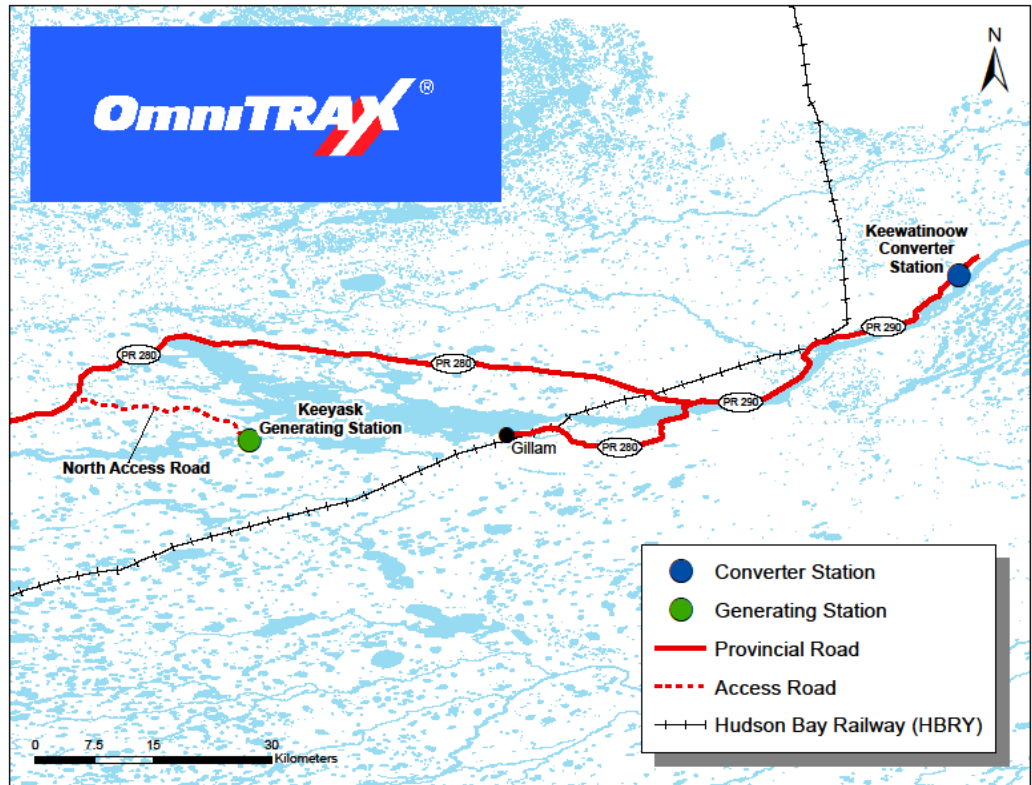 OmniTRAX®
N
Keewatinoow
Converter
Station
PR 290
PR 280
PR 280
PR 290
Keeyask
Generating Station
Gillam
PR 280
North Access Road
Converter Station
Generating Station
Provincial Road
Access Road
Hudson Bay Railway (HBRY)
0 7.5 15 30
Kilometers